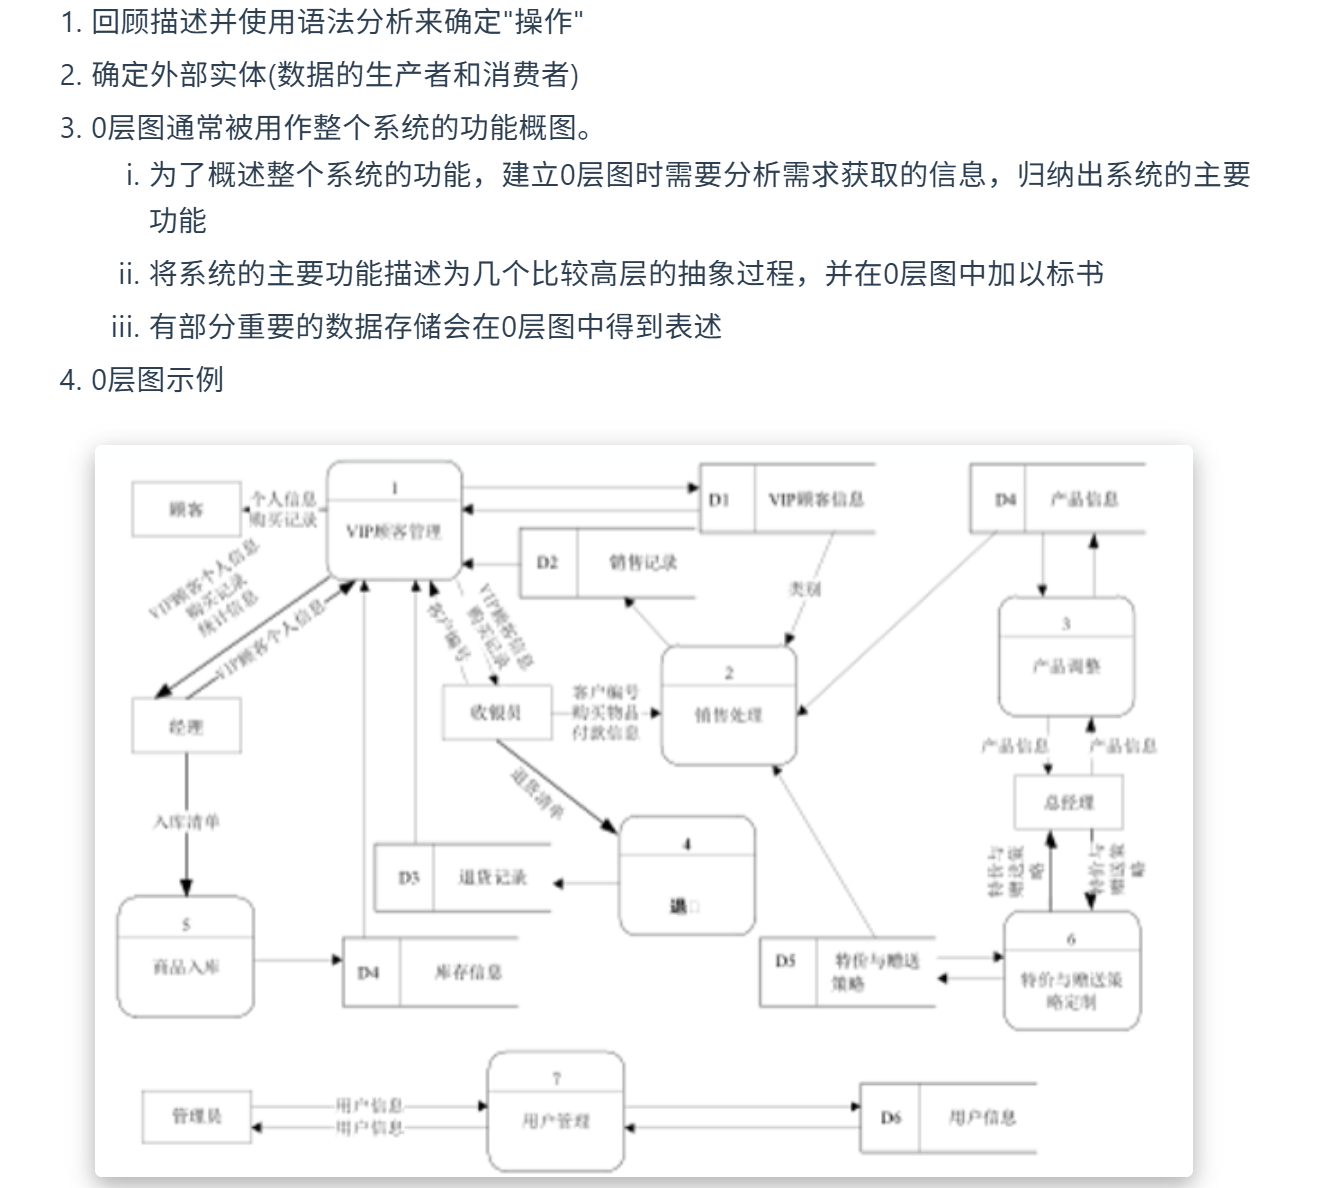 1. 回顾描述并使用语法分析来确定"操作"
2. 确定外部实体(数据的生产者和消费者)
3. 0层图通常被用作整个系统的功能概图。
i. 为了概述整个系统的功能，建立0层图时需要分析需求获取的信息，归纳出系统的主要
功能
ii. 将系统的主要功能描述为几个比较高层的抽象过程，并在0层图中加以标书
iii. 有部分重要的数据存储会在0层图中得到表述
4. 0层图示例
顾客
个人信息
购买记录
1
VIP顾客管理
D1 VIP顾客信息
D4 产品信息
D2 销售记录
类别
VIP顾客个人信息
购买记录
统计信息
VIP顾客个人信息
客户编号
VIP顾客信息
购买记录
3
产品调整
2
销售处理
经理
收银员
客户编号
购买物品
付款信息
产品信息
产品信息
总经理
入库清单
退货清单
特价与
赠送策
略
特价与
赠送策
略
4
D3 退货记录
5
商品入库
D4 库存信息
D5 特价与赠送
策略
6
特价与赠送策
略定制
7
用户管理
管理员
用户信息
用户信息
D6 用户信息